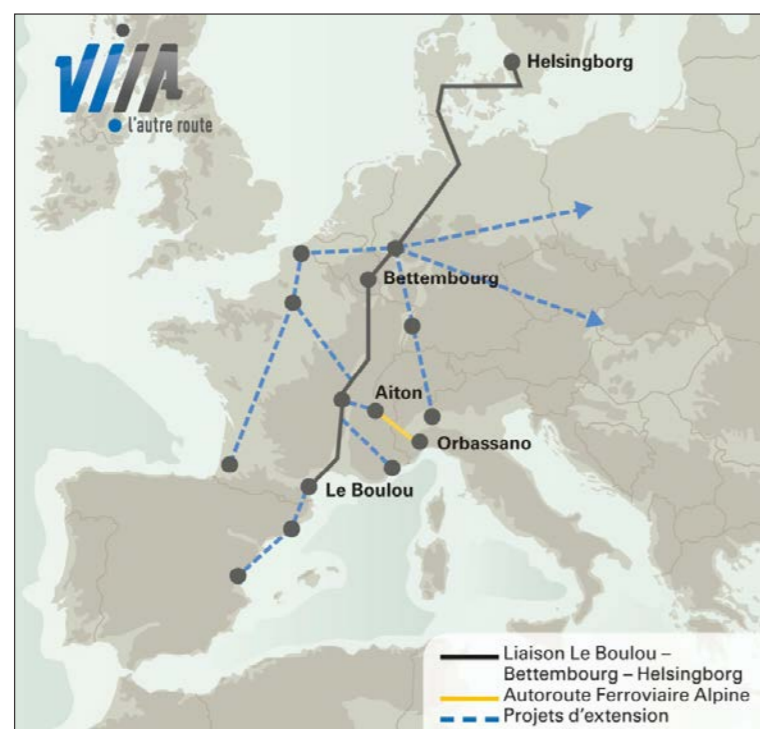 VIIA
l'autre route
Helsingborg
Bettembourg
Aiton
Orbassano
Le Boulou
Liaison Le Boulou –
Bettembourg – Helsingborg
Autoroute Ferroviaire Alpine
Projets d'extension